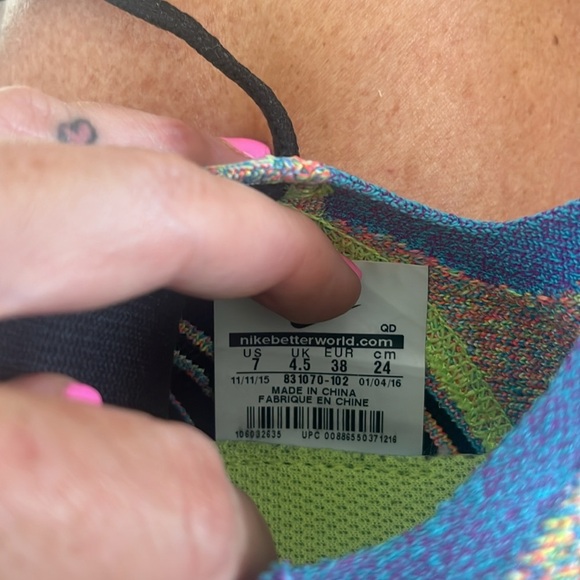 QD
nikebetterworld.com
US UK EUR cm
7 4.5 38 24
11/11/15 831070-102 01/04/16
MADE IN CHINA
FABRIQUE EN CHINE
106032635 UPC 00886550371216